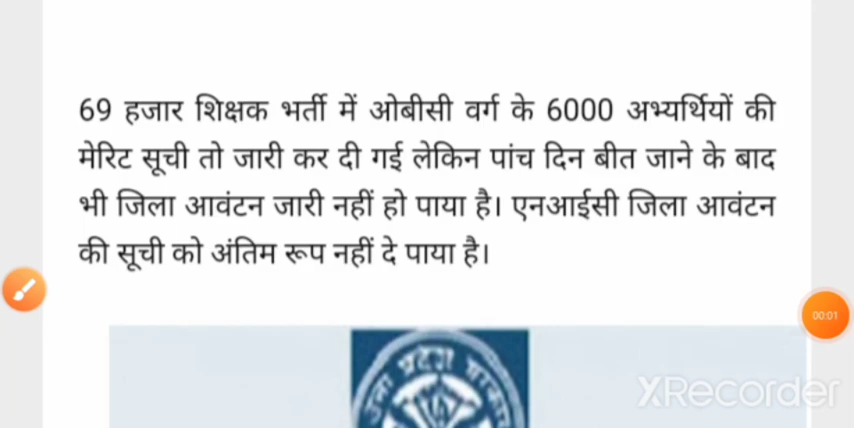 69 हजार शिक्षक भर्ती में ओबीसी वर्ग के 6000 अभ्यर्थियों की
मेरिट सूची तो जारी कर दी गई लेकिन पांच दिन बीत जाने के बाद
भी जिला आवंटन जारी नहीं हो पाया है। एनआईसी जिला आवंटन
की सूची को अंतिम रूप नहीं दे पाया है।
00:01
प्रदेश
XRecorder